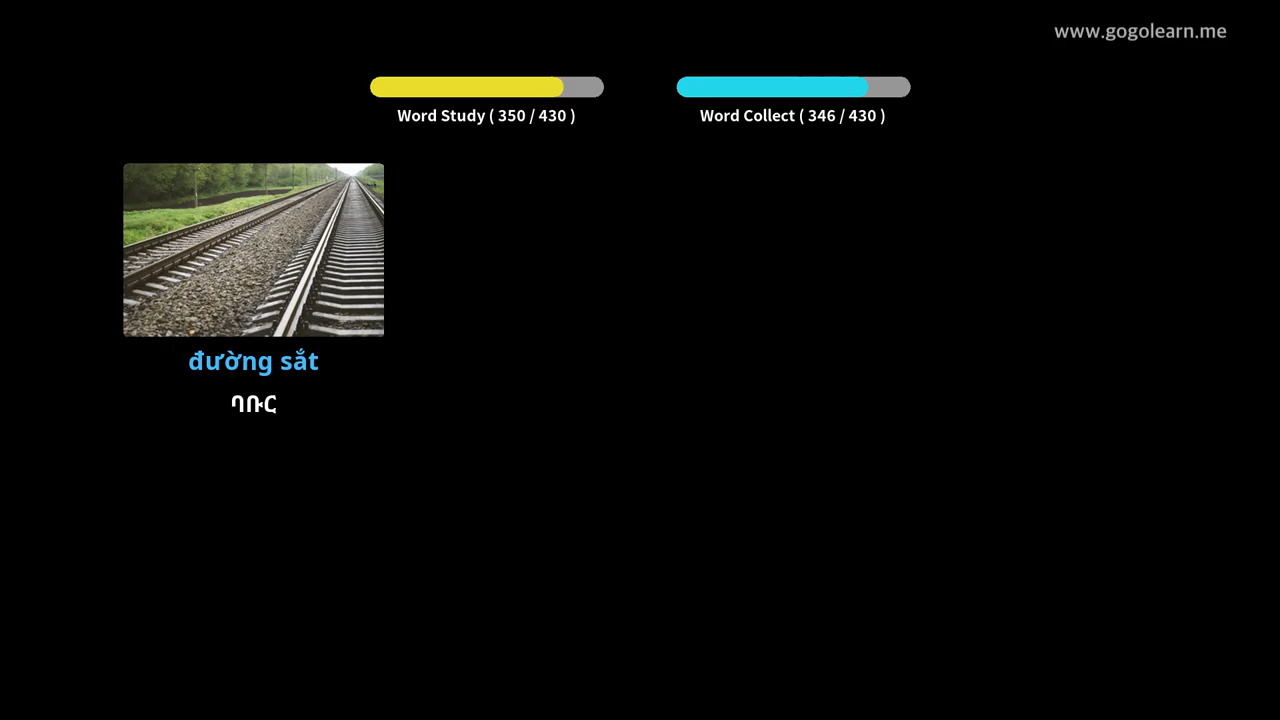 www.gogolearn.me
Word Study ( 350 / 430 )
Word Collect ( 346 / 430 )
đường sắt
ባቡር